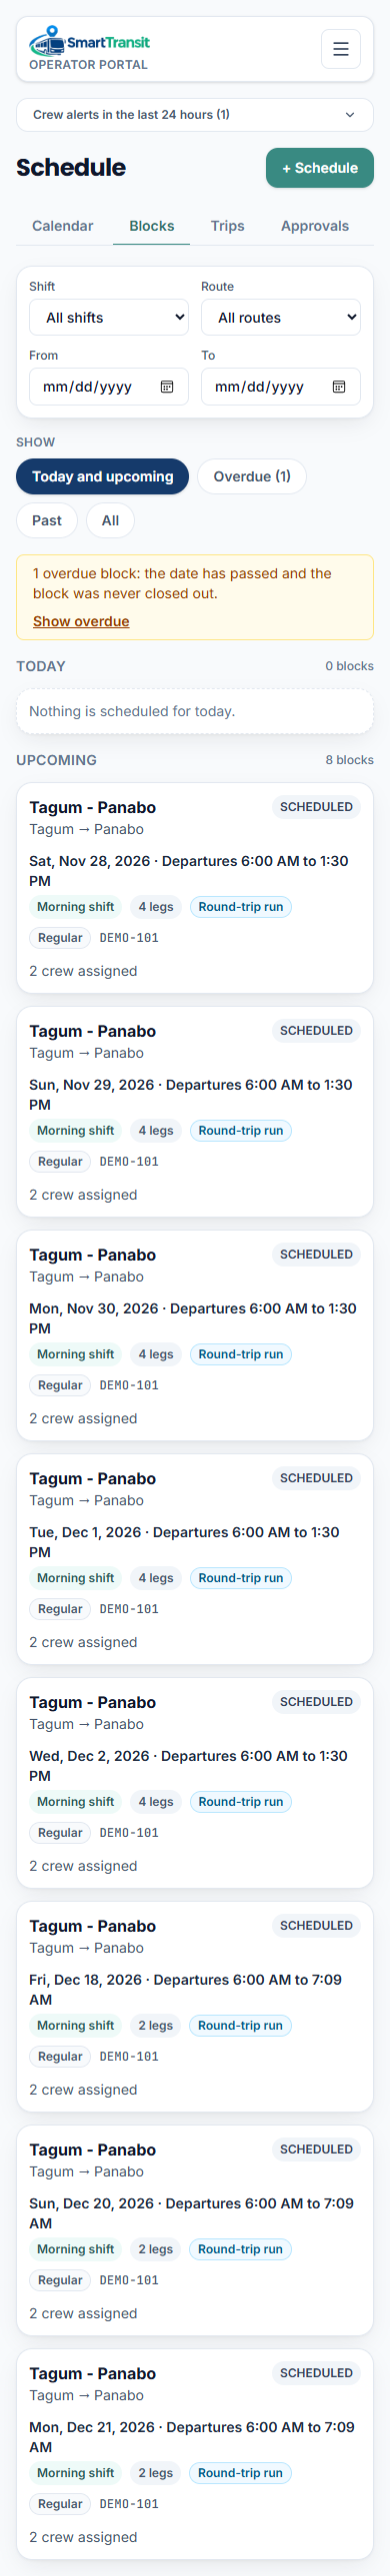 SmartTransit
OPERATOR PORTAL
Crew alerts in the last 24 hours (1)
Schedule
+ Schedule
Calendar Blocks Trips Approvals
Shift Route
All shifts All routes
From To
mm/dd/yyyy mm/dd/yyyy
SHOW
Today and upcoming Overdue (1)
Past All
1 overdue block: the date has passed and the
block was never closed out.
Show overdue
TODAY 0 blocks
Nothing is scheduled for today.
UPCOMING 8 blocks
Tagum - Panabo SCHEDULED
Tagum → Panabo
Sat, Nov 28, 2026 · Departures 6:00 AM to 1:30
PM
Morning shift 4 legs Round-trip run
Regular DEMO-101
2 crew assigned
Tagum - Panabo SCHEDULED
Tagum → Panabo
Sun, Nov 29, 2026 · Departures 6:00 AM to 1:30
PM
Morning shift 4 legs Round-trip run
Regular DEMO-101
2 crew assigned
Tagum - Panabo SCHEDULED
Tagum → Panabo
Mon, Nov 30, 2026 · Departures 6:00 AM to 1:30
PM
Morning shift 4 legs Round-trip run
Regular DEMO-101
2 crew assigned
Tagum - Panabo SCHEDULED
Tagum → Panabo
Tue, Dec 1, 2026 · Departures 6:00 AM to 1:30
PM
Morning shift 4 legs Round-trip run
Regular DEMO-101
2 crew assigned
Tagum - Panabo SCHEDULED
Tagum → Panabo
Wed, Dec 2, 2026 · Departures 6:00 AM to 1:30
PM
Morning shift 4 legs Round-trip run
Regular DEMO-101
2 crew assigned
Tagum - Panabo SCHEDULED
Tagum → Panabo
Fri, Dec 18, 2026 · Departures 6:00 AM to 7:09
AM
Morning shift 2 legs Round-trip run
Regular DEMO-101
2 crew assigned
Tagum - Panabo SCHEDULED
Tagum → Panabo
Sun, Dec 20, 2026 · Departures 6:00 AM to 7:09
AM
Morning shift 2 legs Round-trip run
Regular DEMO-101
2 crew assigned
Tagum - Panabo SCHEDULED
Tagum → Panabo
Mon, Dec 21, 2026 · Departures 6:00 AM to 7:09
AM
Morning shift 2 legs Round-trip run
Regular DEMO-101
2 crew assigned